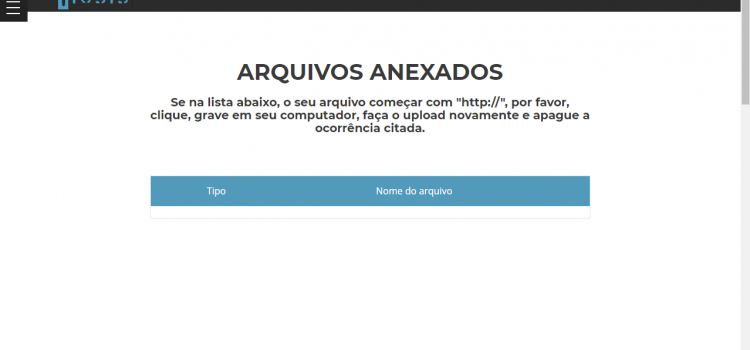 ARQUIVOS ANEXADOS
Se na lista abaixo, o seu arquivo começar com "http://", por favor,
clique, grave em seu computador, faça o upload novamente e apague a
ocorrência citada.
Tipo
Nome do arquivo